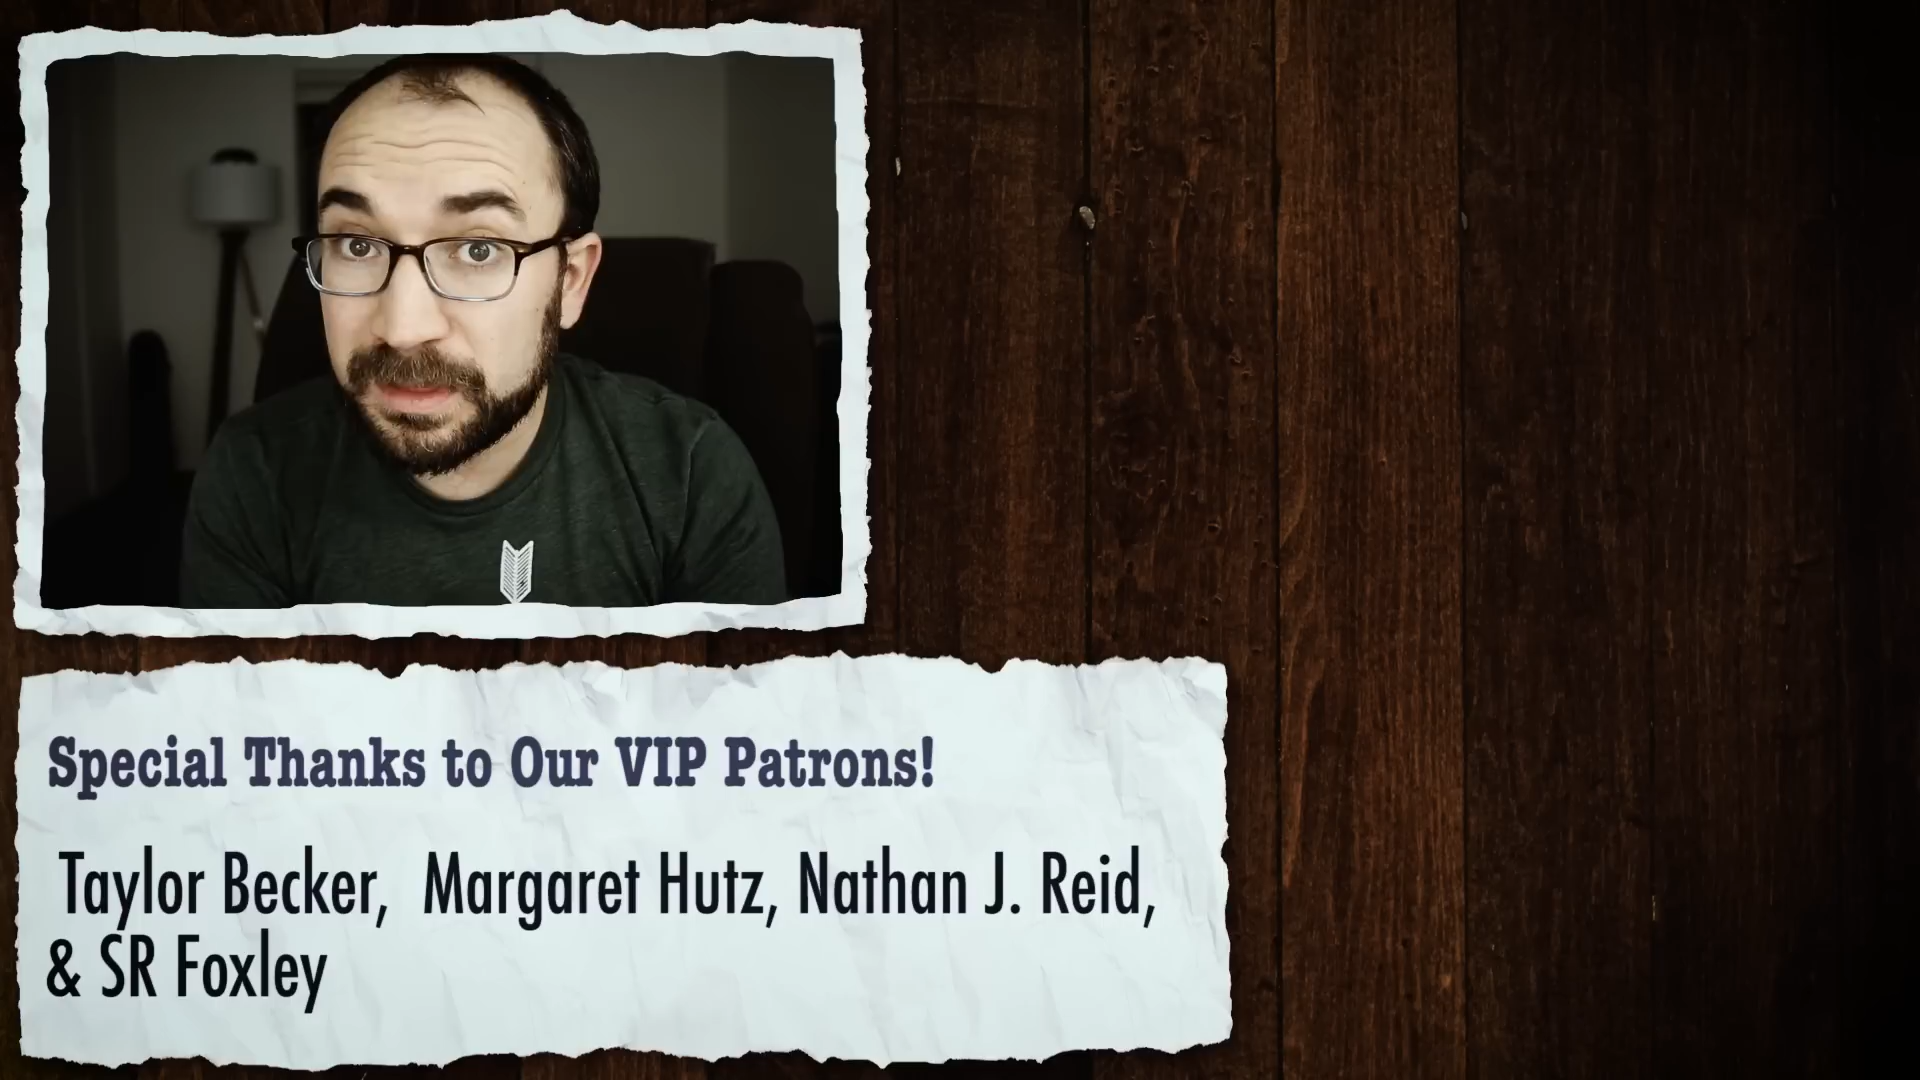 Special Thanks to Our VIP Patrons!
Taylor Becker, Margaret Hutz, Nathan J. Reid,
& SR Foxley